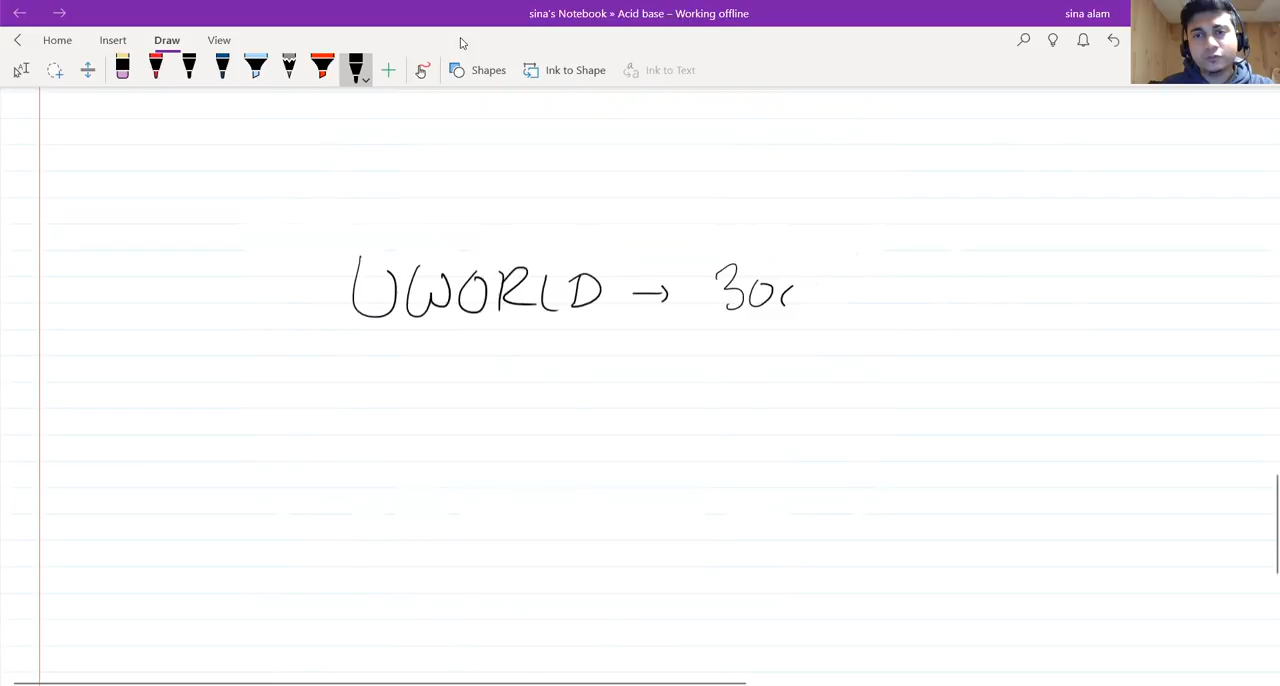 sina's Notebook » Acid base – Working offline
sina alam
Home Insert Draw View
Shapes Ink to Shape Ink to Text
UWORLD → 30